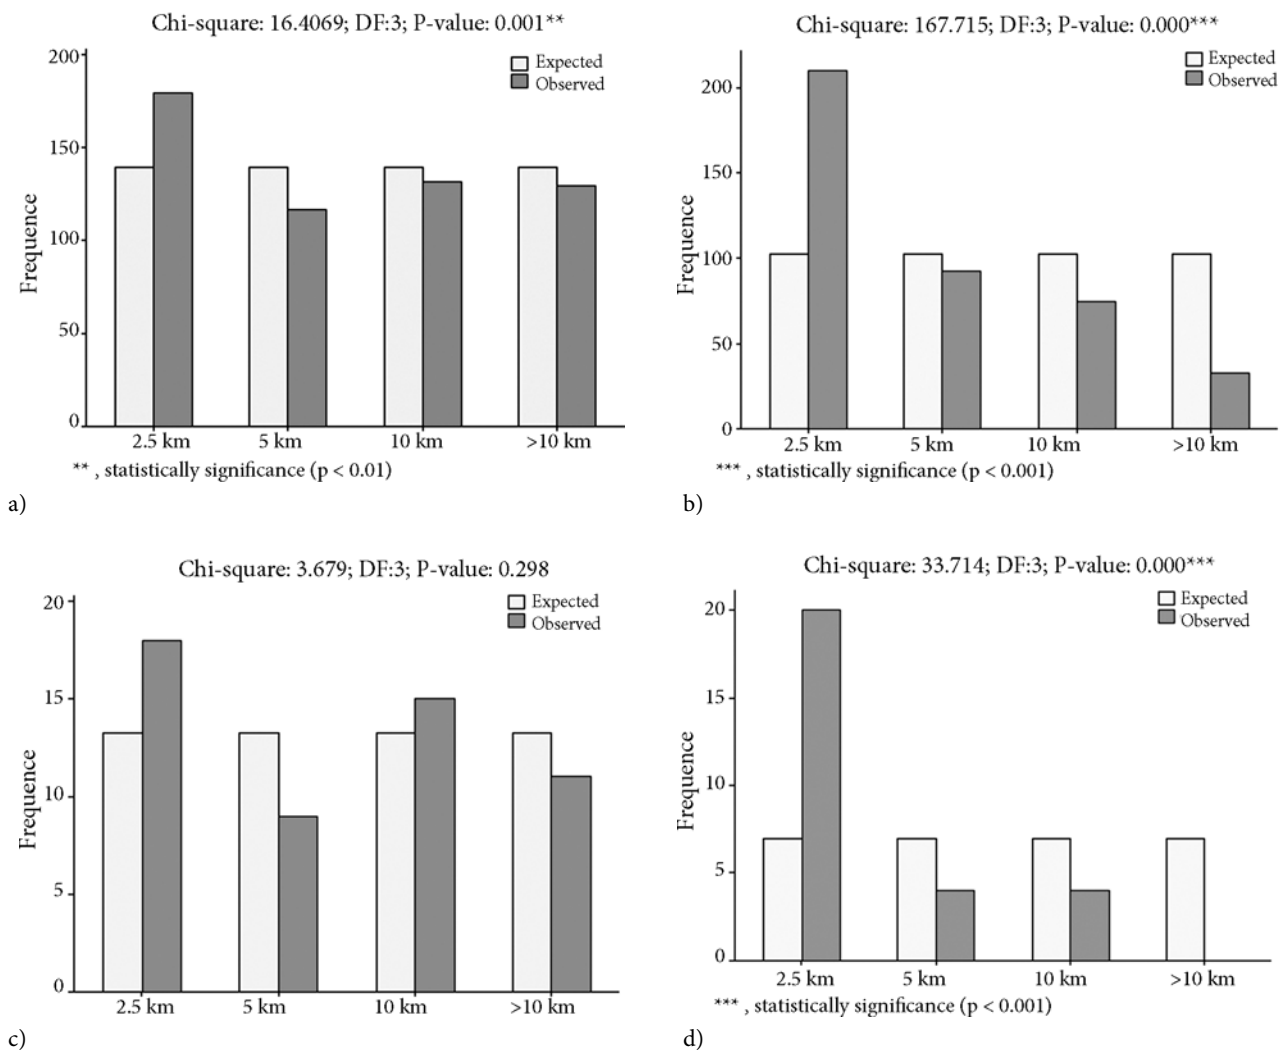 Chi-square: 16.4069; DF:3; P-value: 0.001**
Expected
Observed
200
150
100
50
0
Frequence
2.5 km
5 km
10 km
>10 km
** , statistically significance (p < 0.01)
a)
Chi-square: 167.715; DF:3; P-value: 0.000***
Expected
Observed
200
150
100
50
0
Frequence
2.5 km
5 km
10 km
>10 km
*** , statistically significance (p < 0.001)
b)
Chi-square: 3.679; DF:3; P-value: 0.298
Expected
Observed
20
15
10
5
0
Frequence
2.5 km
5 km
10 km
>10 km
c)
Chi-square: 33.714; DF:3; P-value: 0.000***
Expected
Observed
20
15
10
5
0
Frequence
2.5 km
5 km
10 km
>10 km
*** , statistically significance (p < 0.001)
d)